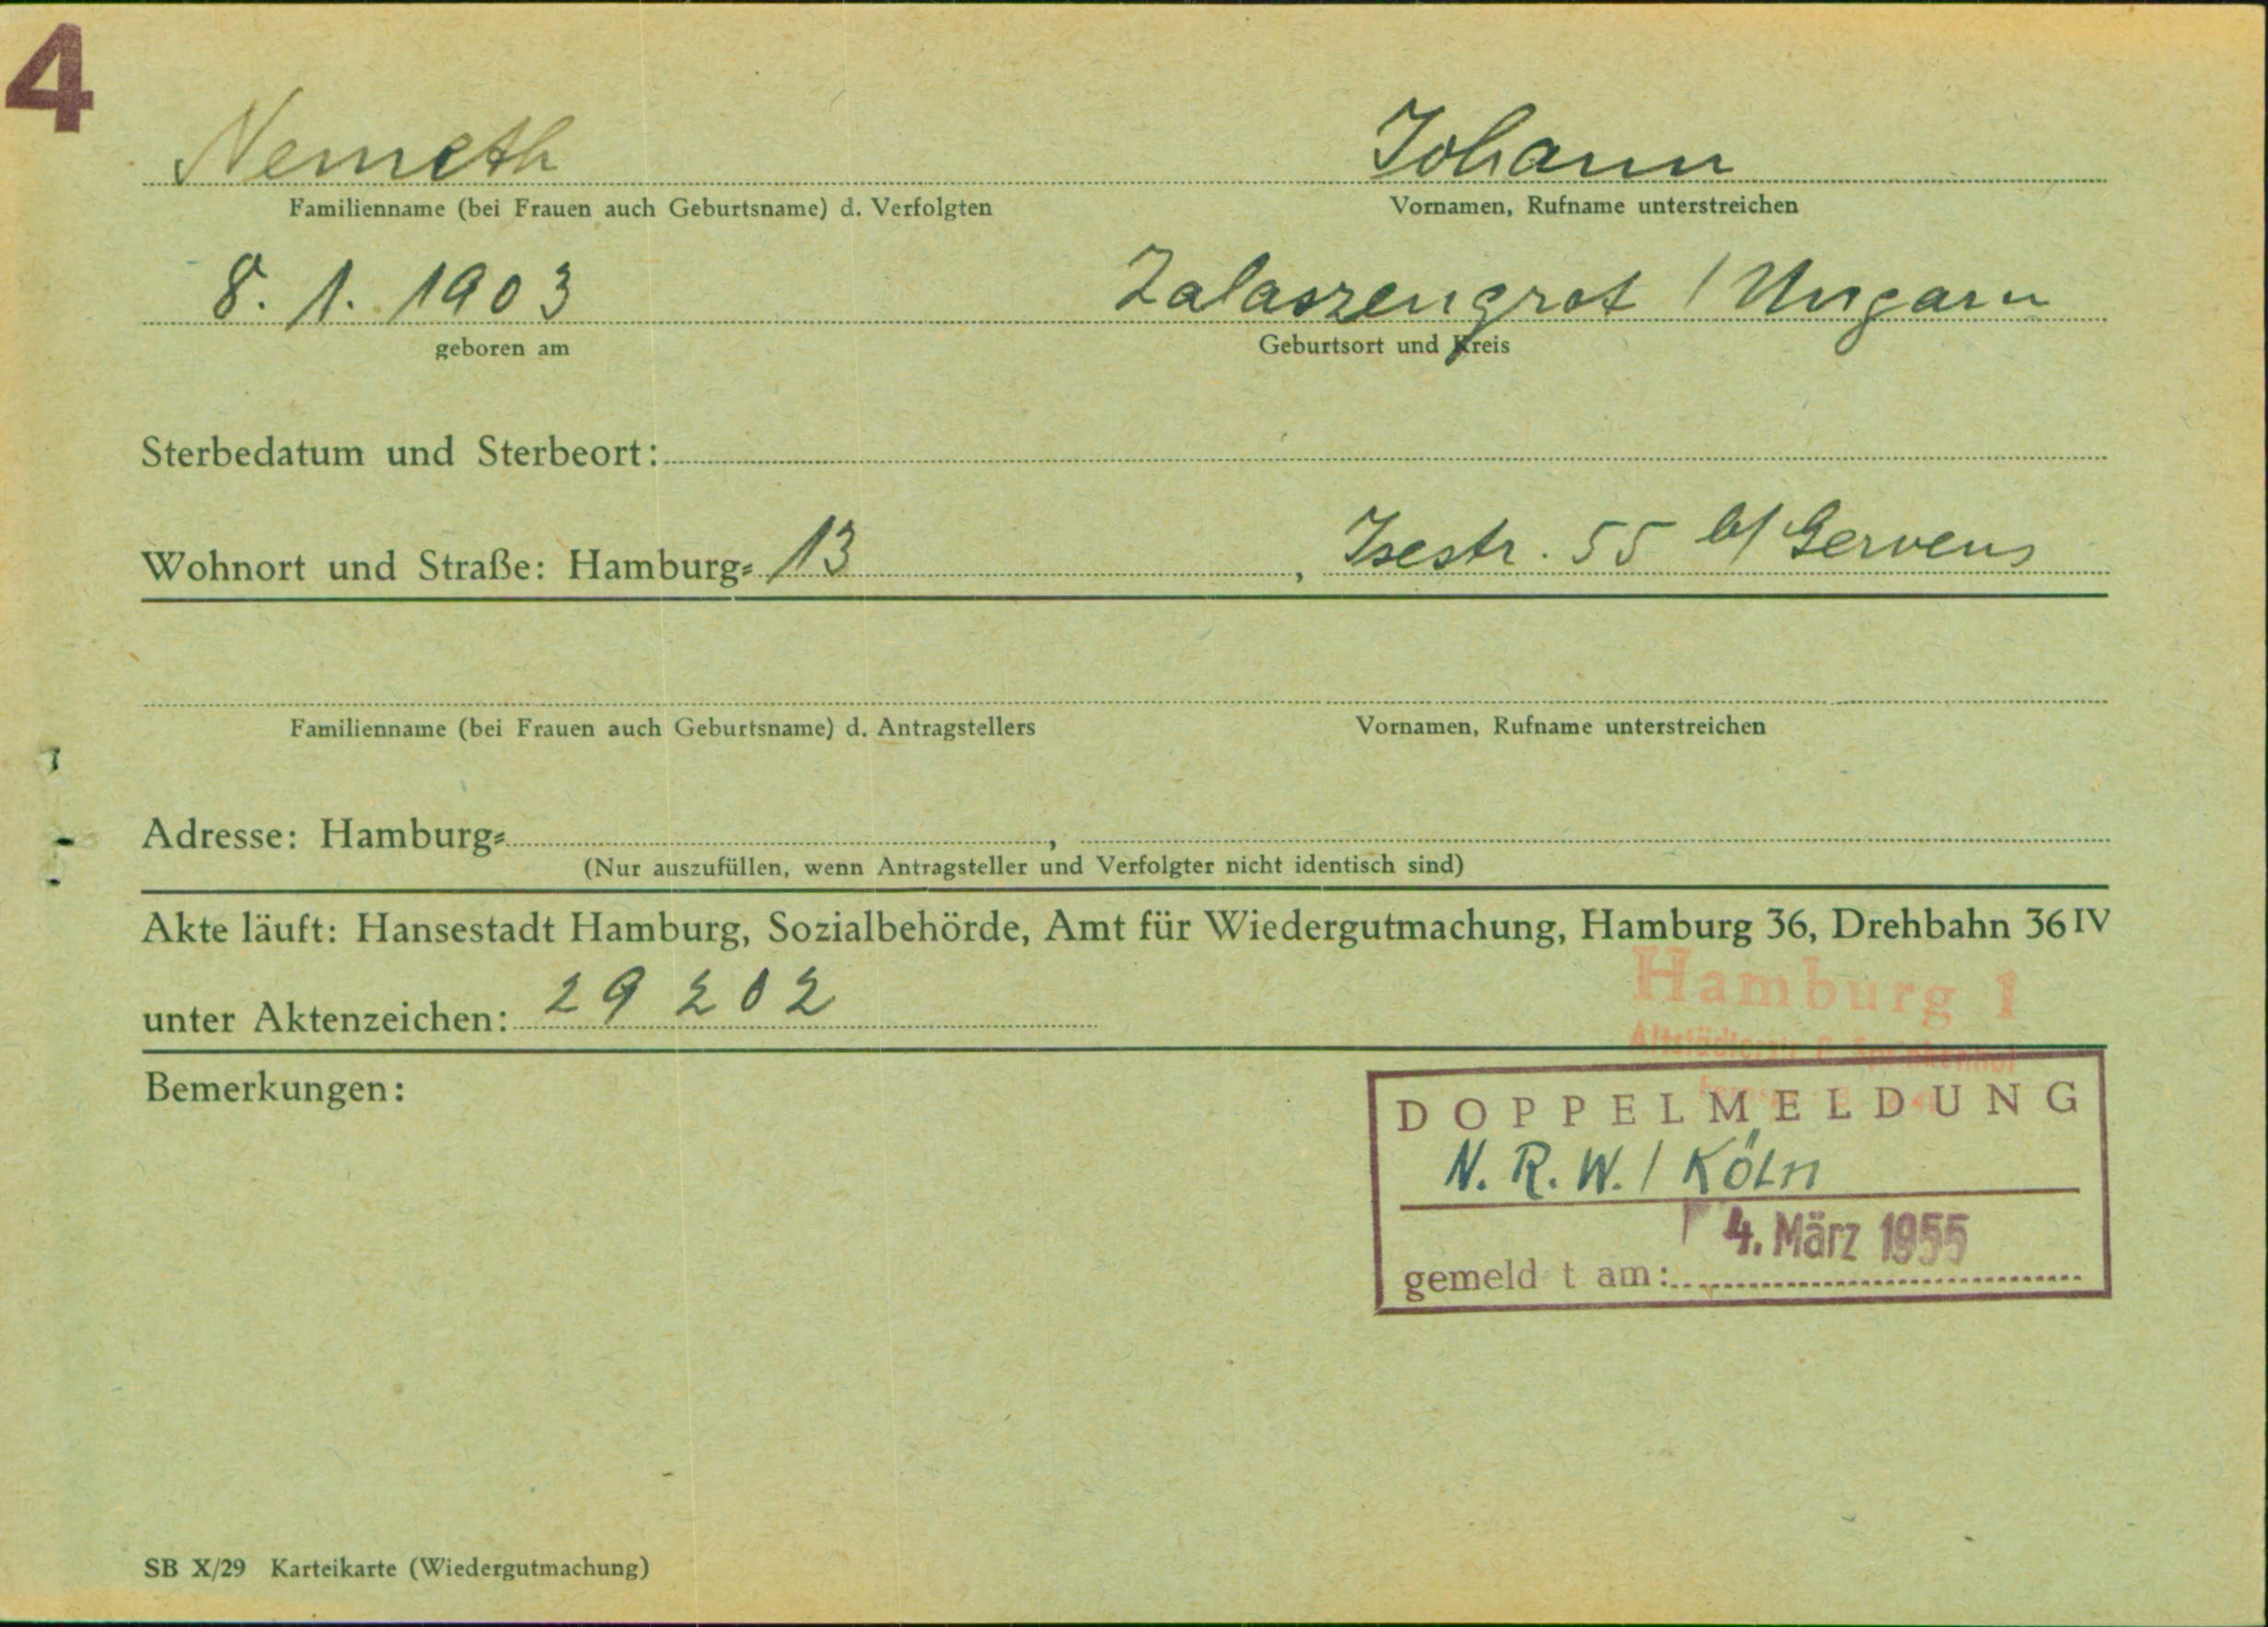 4
Nemeth Johann
Familienname (bei Frauen auch Geburtsname) d. Verfolgten Vornamen, Rufname unterstreichen
8. 1. 1903 Zalaszengrot / Ungarn
geboren am Geburtsort und Kreis
Sterbedatum und Sterbeort:
Wohnort und Straße: Hamburg= 13, Isestr. 55 b/ Gervens
Familienname (bei Frauen auch Geburtsname) d. Antragstellers Vornamen, Rufname unterstreichen
Adresse: Hamburg= ,
(Nur auszufüllen, wenn Antragsteller und Verfolgter nicht identisch sind)
Akte läuft: Hansestadt Hamburg, Sozialbehörde, Amt für Wiedergutmachung, Hamburg 36, Drehbahn 36 IV
unter Aktenzeichen: 29 202
Hamburg 1
Bemerkungen:
DOPPELMELDUNG
N. R. W. / Köln
4. März 1955
gemeld t am:
SB X/29 Karteikarte (Wiedergutmachung)